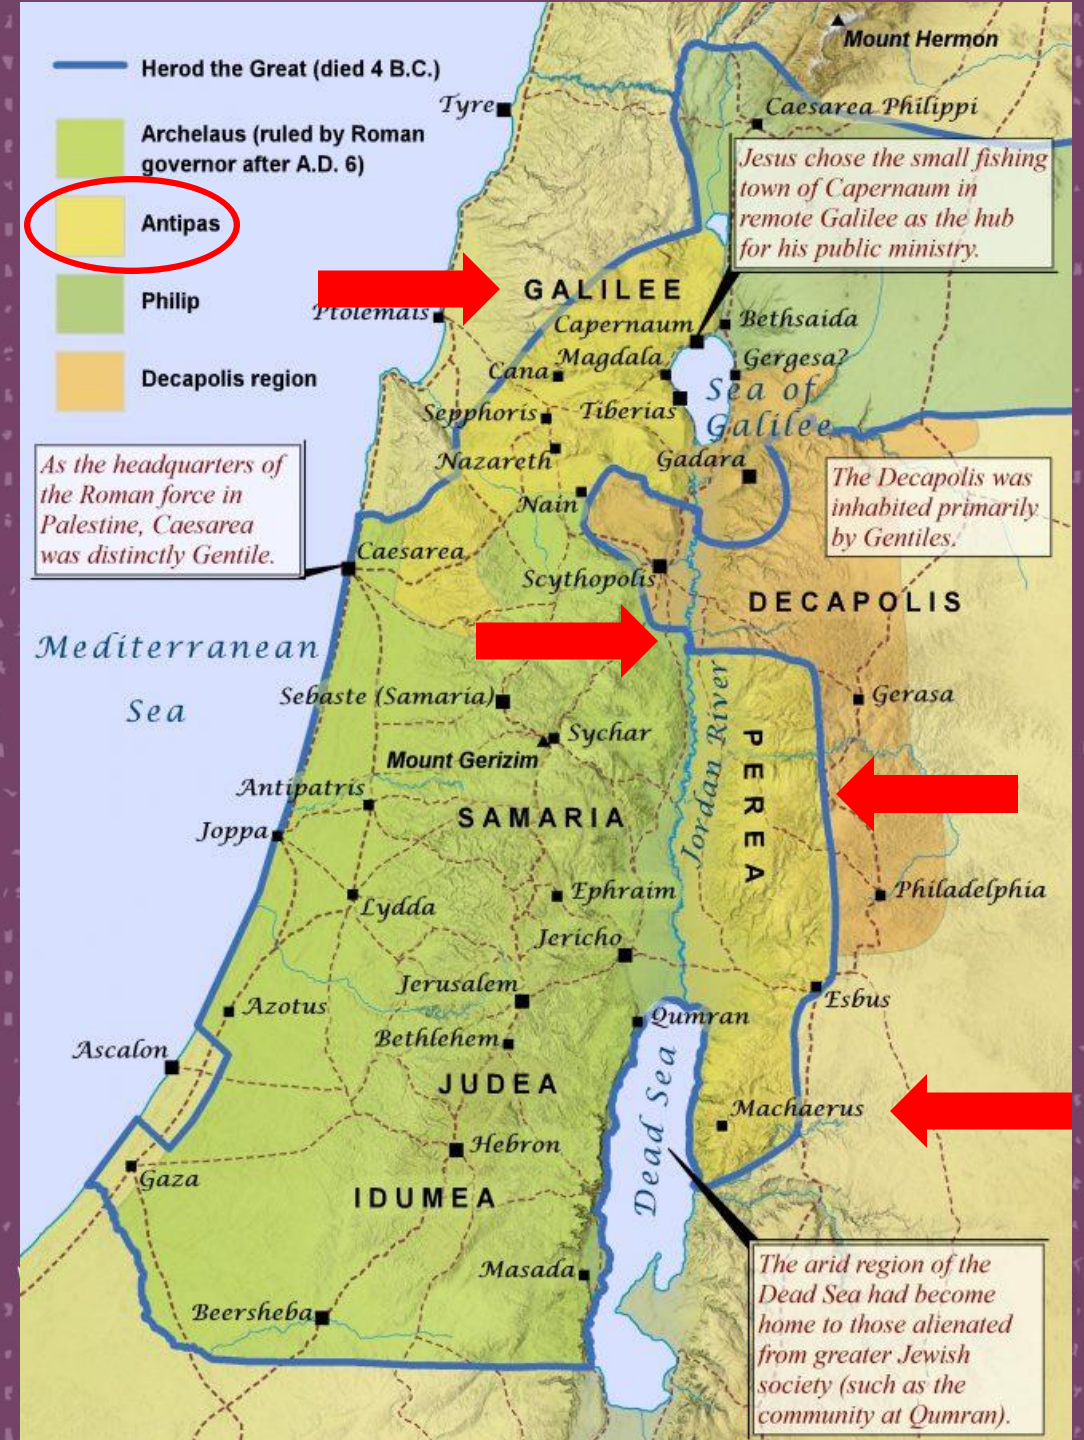 Herod the Great (died 4 B.C.)
Archelaus (ruled by Roman
governor after A.D. 6)
Antipas
Philip
Decapolis region
Mount Hermon
Tyre
Caesarea Philippi
Jesus chose the small fishing
town of Capernaum in
remote Galilee as the hub
for his public ministry.
GALILEE
Ptolemais
Capernaum
Bethsaida
Magdala
Gergesa?
Cana
Sea of
Galilee
Sepphoris
Tiberias
Nazareth
Gadara
As the headquarters of
the Roman force in
Palestine, Caesarea
was distinctly Gentile.
The Decapolis was
inhabited primarily
by Gentiles.
Nain
Caesarea
Scythopolis
DECAPOLIS
Mediterranean
Sea
Sebaste (Samaria)
Gerasa
Sychar
Mount Gerizim
Jordan River
PEREA
Antipatris
SAMARIA
Joppa
Ephraim
Philadelphia
Lydda
Jericho
Jerusalem
Esbus
Azotus
Qumran
Bethlehem
Ascalon
JUDEA
Dead Sea
Machaerus
Hebron
Gaza
IDUMEA
Masada
Beersheba
The arid region of the
Dead Sea had become
home to those alienated
from greater Jewish
society (such as the
community at Qumran).